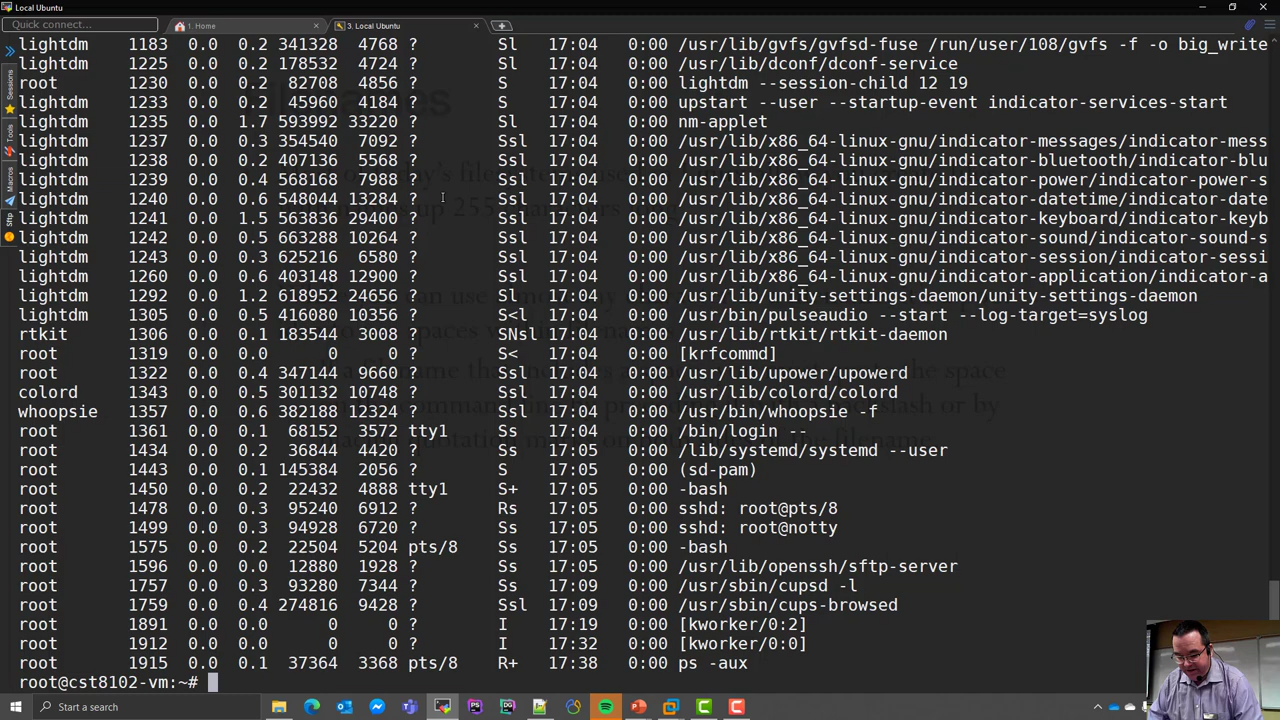 Local Ubuntu
Quick connect...
1. Home
3. Local Ubuntu
Sessions
Tools
Macros
Sftp
lightdm 1183 0.0 0.2 341328 4768 ? Sl 17:04 0:00 /usr/lib/gvfs/gvfsd-fuse /run/user/108/gvfs -f -o big_write
lightdm 1225 0.0 0.2 178532 4724 ? Sl 17:04 0:00 /usr/lib/dconf/dconf-service
root 1230 0.0 0.2 82708 4856 ? S 17:04 0:00 lightdm --session-child 12 19
lightdm 1233 0.0 0.2 45960 4184 ? S 17:04 0:00 upstart --user --startup-event indicator-services-start
lightdm 1235 0.0 1.7 593992 33220 ? Sl 17:04 0:00 nm-applet
lightdm 1237 0.0 0.3 354700 7092 ? Ssl 17:04 0:00 /usr/lib/x86_64-linux-gnu/indicator-messages/indicator-mess
lightdm 1238 0.0 0.2 407136 5568 ? Ssl 17:04 0:00 /usr/lib/x86_64-linux-gnu/indicator-bluetooth/indicator-blu
lightdm 1239 0.0 0.4 568168 7988 ? Ssl 17:04 0:00 /usr/lib/x86_64-linux-gnu/indicator-power/indicator-power-s
lightdm 1240 0.0 0.6 Ssl 17:04 0:00 /usr/lib/x86_64-linux-gnu/indicator-datetime/indicator-date
lightdm 1241 0.0 1.5 563836 29400 ? Ssl 17:04 0:00 /usr/lib/x86_64-linux-gnu/indicator-keyboard/indicator-keyb
lightdm 1242 0.0 0.5 663288 10264 ? Ssl 17:04 0:00 /usr/lib/x86_64-linux-gnu/indicator-sound/indicator-sound-s
lightdm 1243 0.0 0.3 625216 6580 ? Ssl 17:04 0:00 /usr/lib/x86_64-linux-gnu/indicator-session/indicator-sessi
lightdm 1260 0.0 0.6 403148 12900 ? Ssl 17:04 0:00 /usr/lib/x86_64-linux-gnu/indicator-application/indicator-a
lightdm 1292 0.0 1.2 618952 24656 ? Sl 17:04 0:00 /usr/lib/unity-settings-daemon/unity-settings-daemon
lightdm 1305 0.0 0.5 416080 10356 ? S<l 17:04 0:00 /usr/bin/pulseaudio --start --log-target=syslog
rtkit 1306 0.0 0.1 183544 3008 ? SNsl 17:04 0:00 /usr/lib/rtkit/rtkit-daemon
root 1319 0.0 0.0 0 0 ? S< 17:04 0:00 [krfcommd]
root 1322 0.0 0.4 347144 9660 ? Ssl 17:04 0:00 /usr/lib/upower/upowerd
colord 1343 0.0 0.5 301132 10748 ? Ssl 17:04 0:00 /usr/lib/colord/colord
whoopsie 1357 0.0 0.6 382188 12324 ? Ssl 17:04 0:00 /usr/bin/whoopsie -f
root 1361 0.0 0.1 68152 3572 tty1 Ss 17:04 0:00 /bin/login --
root 1434 0.0 0.2 36844 4420 ? Ss 17:05 0:00 /lib/systemd/systemd --user
root 1443 0.0 0.1 145384 2056 ? S 17:05 0:00 (sd-pam)
root 1450 0.0 0.2 22432 4888 tty1 S+ 17:05 0:00 -bash
root 1478 0.0 0.3 95240 6912 ? Rs 17:05 0:00 sshd: root@pts/8
root 1499 0.0 0.3 94928 6720 ? Ss 17:05 0:00 sshd: root@notty
root 1575 0.0 0.2 22504 5204 pts/8 Ss 17:05 0:00 -bash
root 1596 0.0 0.0 12880 1928 ? Ss 17:05 0:00 /usr/lib/openssh/sftp-server
root 1757 0.0 0.3 93280 7344 ? Ss 17:09 0:00 /usr/sbin/cupsd -l
root 1759 0.0 0.4 274816 9428 ? Ssl 17:09 0:00 /usr/sbin/cups-browsed
root 1891 0.0 0.0 0 0 ? I 17:19 0:00 [kworker/0:2]
root 1912 0.0 0.0 0 0 ? I 17:32 0:00 [kworker/0:0]
root 1915 0.0 0.1 37364 3368 pts/8 R+ 17:38 0:00 ps -aux
root@cst8102-vm:~#
Start a search